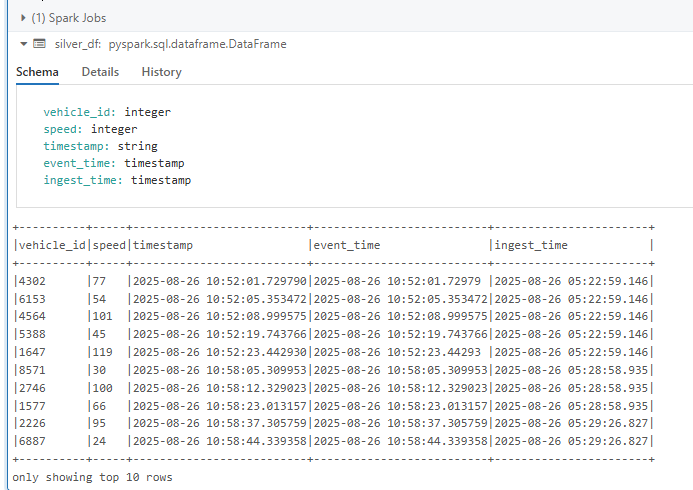 (1) Spark Jobs
silver_df: pyspark.sql.dataframe.DataFrame
Schema Details History
vehicle_id: integer
speed: integer
timestamp: string
event_time: timestamp
ingest_time: timestamp
+----------+-----+--------------------------+--------------------------+-----------------------+
|vehicle_id|speed|timestamp                 |event_time                |ingest_time            |
+----------+-----+--------------------------+--------------------------+-----------------------+
|4302      |77   |2025-08-26 10:52:01.729790|2025-08-26 10:52:01.72979 |2025-08-26 05:22:59.146|
|6153      |54   |2025-08-26 10:52:05.353472|2025-08-26 10:52:05.353472|2025-08-26 05:22:59.146|
|4564      |101  |2025-08-26 10:52:08.999575|2025-08-26 10:52:08.999575|2025-08-26 05:22:59.146|
|5388      |45   |2025-08-26 10:52:19.743766|2025-08-26 10:52:19.743766|2025-08-26 05:22:59.146|
|1647      |119  |2025-08-26 10:52:23.442930|2025-08-26 10:52:23.44293 |2025-08-26 05:22:59.146|
|8571      |30   |2025-08-26 10:58:05.309953|2025-08-26 10:58:05.309953|2025-08-26 05:28:58.935|
|2746      |100  |2025-08-26 10:58:12.329023|2025-08-26 10:58:12.329023|2025-08-26 05:28:58.935|
|1577      |66   |2025-08-26 10:58:23.013157|2025-08-26 10:58:23.013157|2025-08-26 05:28:58.935|
|2226      |95   |2025-08-26 10:58:37.305759|2025-08-26 10:58:37.305759|2025-08-26 05:29:26.827|
|6887      |24   |2025-08-26 10:58:44.339358|2025-08-26 10:58:44.339358|2025-08-26 05:29:26.827|
+----------+-----+--------------------------+--------------------------+-----------------------+
only showing top 10 rows